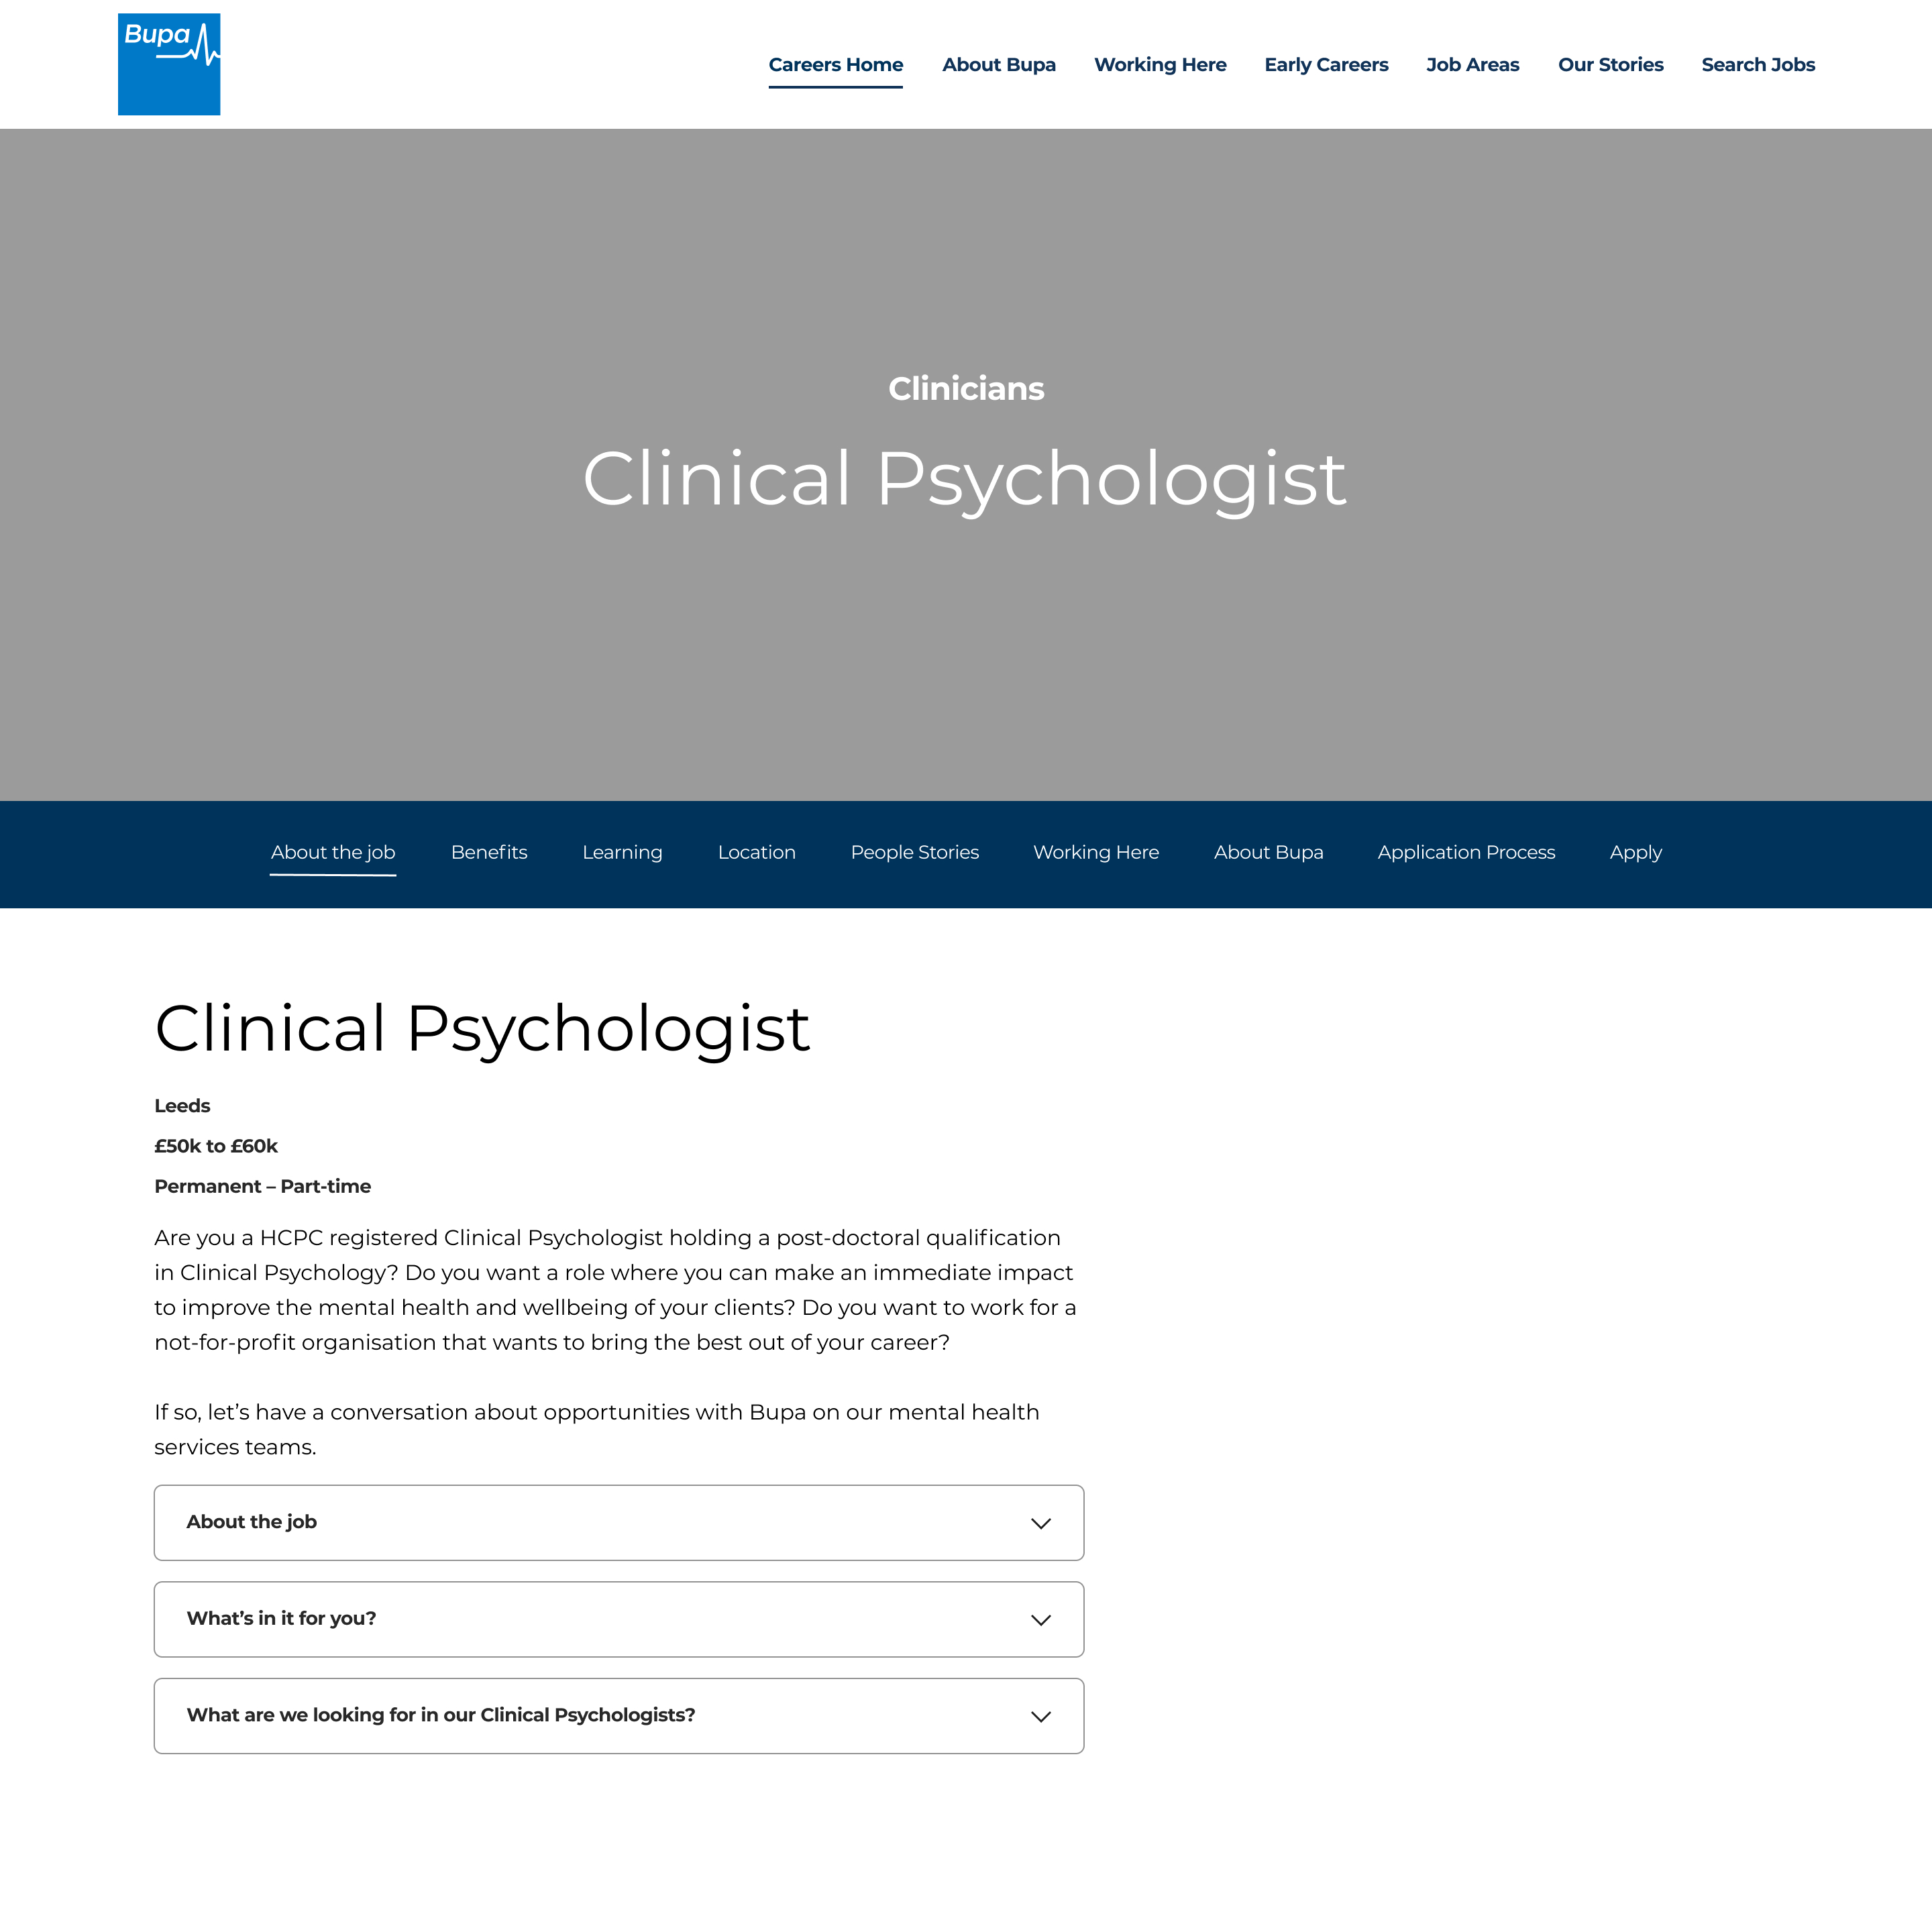 Bupa
Careers Home
About Bupa
Working Here
Early Careers
Job Areas
Our Stories
Search Jobs
Clinicians
Clinical Psychologist
About the job
Benefits
Learning
Location
People Stories
Working Here
About Bupa
Application Process
Apply
Clinical Psychologist
Leeds
£50k to £60k
Permanent – Part-time
Are you a HCPC registered Clinical Psychologist holding a post-doctoral qualification
in Clinical Psychology? Do you want a role where you can make an immediate impact
to improve the mental health and wellbeing of your clients? Do you want to work for a
not-for-profit organisation that wants to bring the best out of your career?
If so, let’s have a conversation about opportunities with Bupa on our mental health
services teams.
About the job
What’s in it for you?
What are we looking for in our Clinical Psychologists?